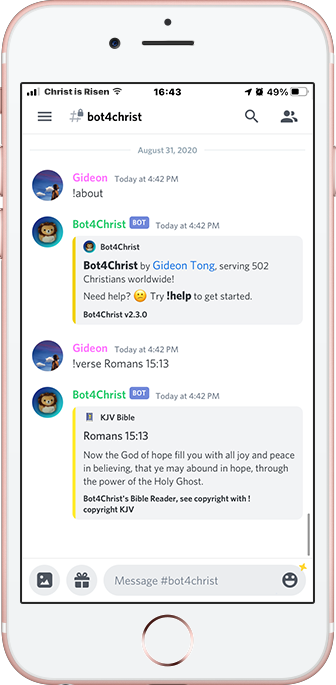 Christ is Risen 16:43 49%
bot4christ
August 31, 2020
Gideon Today at 4:42 PM
!about
Bot4Christ BOT Today at 4:42 PM
Bot4Christ
Bot4Christ by Gideon Tong, serving 502
Christians worldwide!
Need help? 😕 Try !help to get started.
Bot4Christ v2.3.0
Gideon Today at 4:42 PM
!verse Romans 15:13
Bot4Christ BOT Today at 4:42 PM
KJV Bible
Romans 15:13
Now the God of hope fill you with all joy and peace
in believing, that ye may abound in hope, through
the power of the Holy Ghost.
Bot4Christ's Bible Reader, see copyright with !
copyright KJV
Message #bot4christ